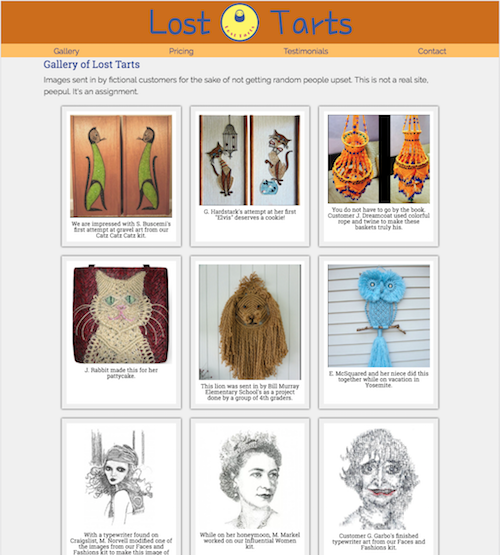 Lost Tarts
Lost Tarts
Gallery Pricing Testimonials Contact
Gallery of Lost Tarts
Images sent in by fictional customers for the sake of not getting random people upset. This is not a real site,
peepul. It's an assignment.
We are impressed with S. Buscemi's
first attempt at gravel art from our
Catz Catz Catz kit.
G. Hardstark's attempt at her first
"Elvis" deserves a cookie!
You do not have to go by the book.
Customer J. Dreamcoat used colorful
rope and twine to make these
baskets truly his.
J. Rabbit made this for her
pattycake.
This lion was sent in by Bill Murray
Elementary School's as a project
done by a group of 4th graders.
E. McSquared and her niece did this
together while on vacation in
Yosemite.
With a typewriter found on
Craigslist, M. Norvell modified one
of the images from our Faces and
Fashions kit to make this image of
While on her honeymoon, M. Markel
worked on our Influential Women
kit.
Customer G. Garbo's finished
typewriter art from our Faces and
Fashions kit.